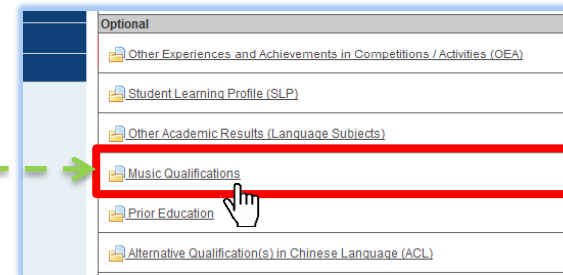 Optional
Other Experiences and Achievements in Competitions / Activities (OEA)
Student Learning Profile (SLP)
Other Academic Results (Language Subjects)
Music Qualifications
Prior Education
Alternative Qualification(s) in Chinese Language (ACL)